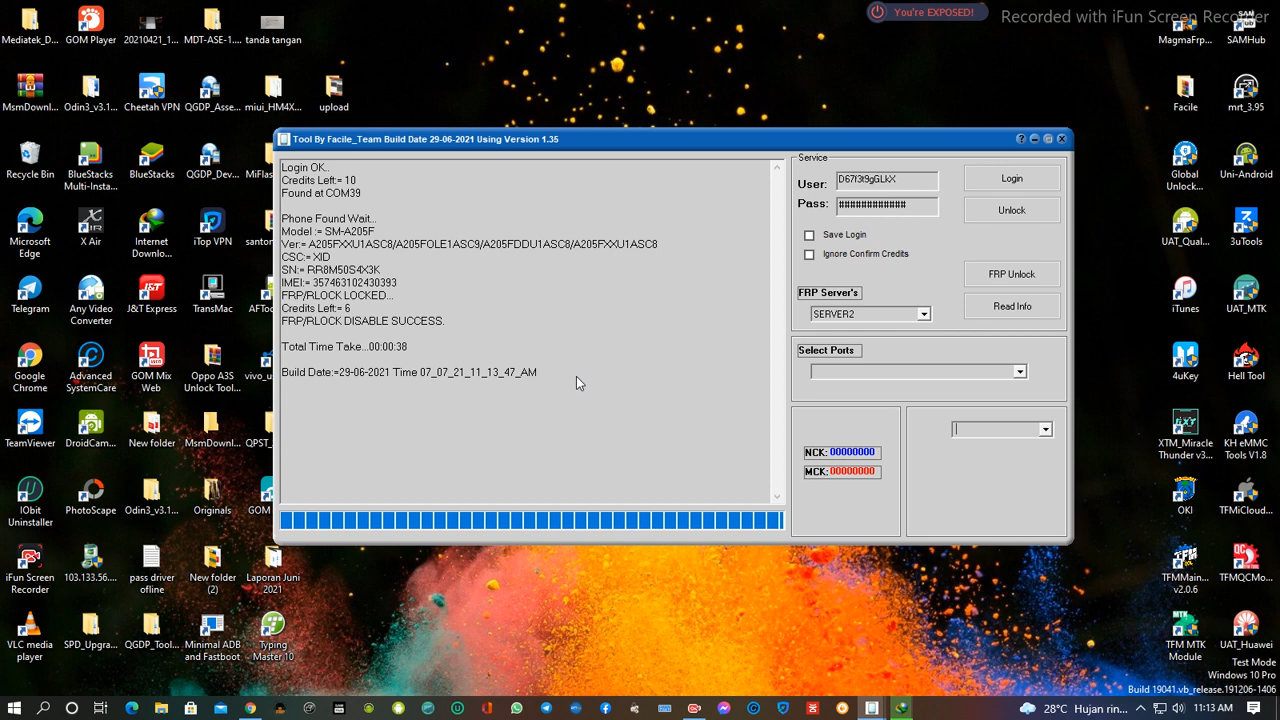 You're EXPOSED!
Recorded with iFun Screen Recorder
Mediatek_D...
GOM Player
20210421_1...
MDT-ASE-1...
tanda tangan
MagmaFrp...
SAMHub
MsmDownl...
Odin3_v3.1...
Cheetah VPN
QGDP_Asse...
miui_HM4X...
upload
Facile
mrt_3.95
Recycle Bin
BlueStacks Multi-Insta...
BlueStacks
QGDP_Dev...
MiFlas
Global Unlock...
Uni-Android
Microsoft Edge
X Air
Internet Downlo...
iTop VPN
santon
UAT_Qual...
3uTools
Telegram
Any Video Converter
J&T Express
TransMac
AFToo
iTunes
UAT_MTK
Google Chrome
Advanced SystemCare
GOM Mix Web
Oppo A3S Unlock Tool...
vivo_u
4uKey
Hell Tool
TeamViewer
DroidCam...
New folder
MsmDownl...
QPST_
XTM_Miracle Thunder v3...
KH eMMC Tools V1.8
IObit Uninstaller
PhotoScape
Odin3_v3.1...
Originals
GOM
OKI
TFMiCloud...
iFun Screen Recorder
103.133.56....
pass driver ofline
New folder (2)
Laporan Juni 2021
TFMMain... v2.0.6
TFMQCMo...
VLC media player
SPD_Upgra...
QGDP_Tool...
Minimal ADB and Fastboot
Typing Master 10
TFM MTK Module
UAT_Huawei
Tool By Facile_Team Build Date 29-06-2021 Using Version 1.35
Login OK..
Credits Left:= 10
Found at COM39
Phone Found Wait...
Model := SM-A205F
Ver:= A205FXXU1ASC8/A205FOLE1ASC9/A205FDDU1ASC8/A205FXXU1ASC8
CSC:= XID
SN:= RR8M50S4X3K
IMEI:= 357463102430393
FRP/RLOCK LOCKED...
Credits Left:= 6
FRP/RLOCK DISABLE SUCCESS.
Total Time Take...00:00:38
Build Date:=29-06-2021 Time 07_07_21_11_13_47_AM
Service
User: D67f3t9gGLkX
Pass: ############
Login
Unlock
Save Login
Ignore Confirm Credits
FRP Unlock
FRP Server's
SERVER2
Read Info
Select Ports
NCK: 00000000
MCK: 00000000
Test Mode
Windows 10 Pro
Build 19041.vb_release.191206-1406
28°C Hujan rin...
11:13 AM